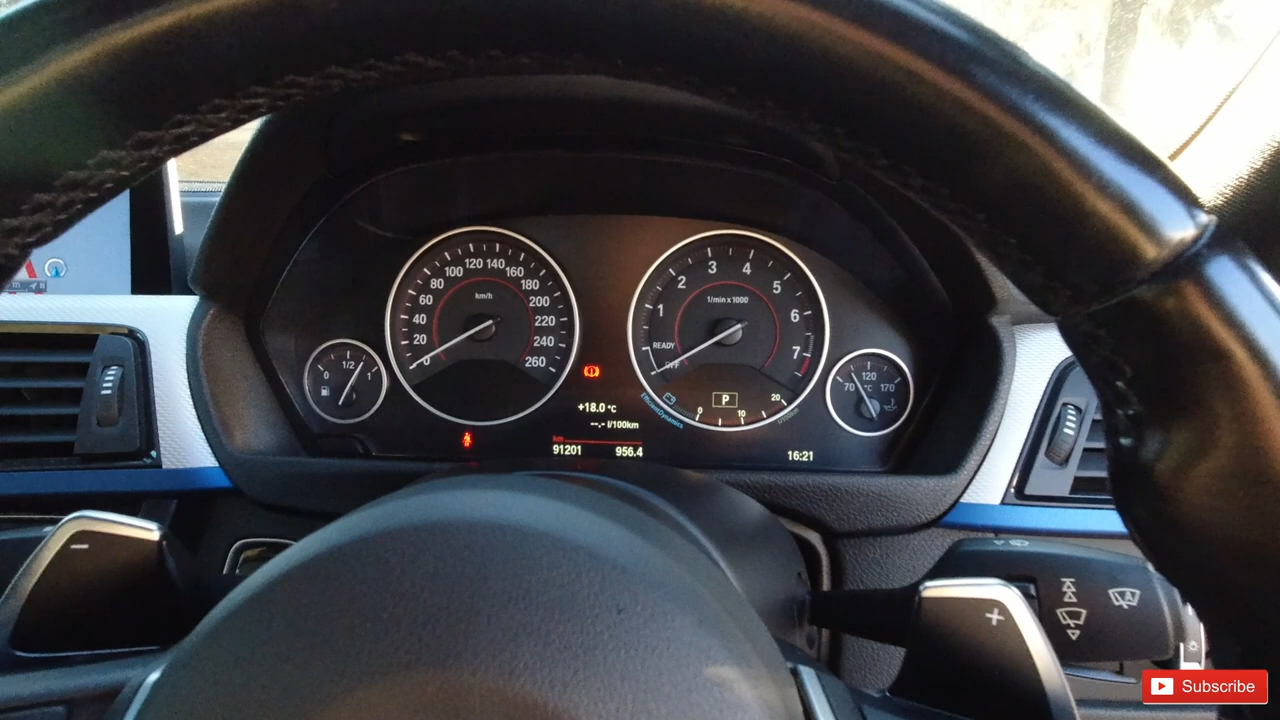 0
20
40
60
80
100
120
140
160
180
200
220
240
260
km/h
0
1/2
1
OFF
READY
1
2
3
4
5
6
7
1/min x 1000
P
0
10
20
EfficientDynamics
70
120
170
°C
+18.0 °C
--.- l/100km
km
91201 956.4
16:21
−
+
A
Subscribe